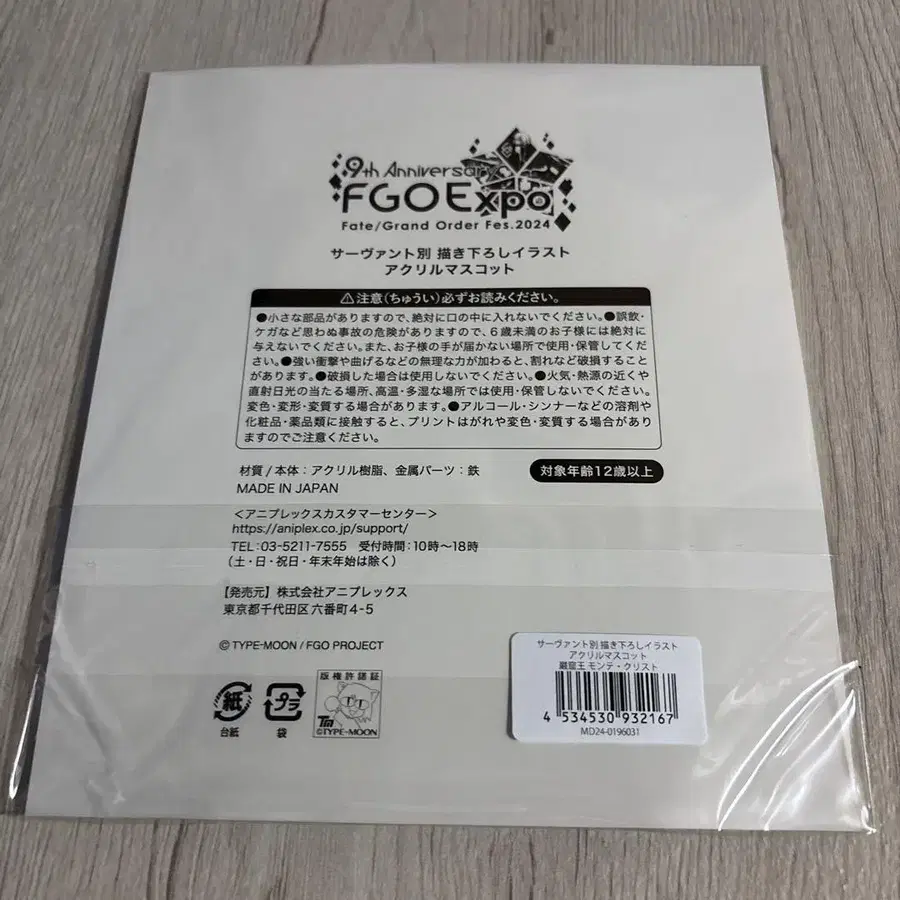 9th Anniversary
FGO Expo
Fate/Grand Order Fes.2024
サーヴァント別 描き下ろしイラスト
アクリルマスコット
⚠注意(ちゅうい)必ずお読みください。
●小さな部品がありますので、絶対に口の中に入れないでください。●誤飲・
ケガなど思わぬ事故の危険がありますので、6歳未満のお子様には絶対に
与えないでください。また、お子様の手が届かない場所で使用・保管してくだ
さい。●強い衝撃や曲げるなどの無理な力が加わると、割れなど破損すること
があります。●破損した場合は使用しないでください。●火気・熱源の近くや
直射日光の当たる場所、高温・多湿な場所では使用・保管しないでください。
変色・変形・変質する場合があります。●アルコール・シンナーなどの溶剤や
化粧品・薬品類に接触すると、プリントはがれや変色・変質する場合があり
ますのでご注意ください。
材質/本体:アクリル樹脂、金属パーツ:鉄
対象年齢12歳以上
MADE IN JAPAN
<アニプレックスカスタマーセンター>
https://aniplex.co.jp/support/
TEL:03-5211-7555 受付時間:10時〜18時
(土・日・祝日・年末年始は除く)
【発売元】株式会社アニプレックス
東京都千代田区六番町4-5
©TYPE-MOON / FGO PROJECT
紙
台紙
プラ
袋
版権許諾証
TM
©TYPE-MOON
サーヴァント別 描き下ろしイラスト
アクリルマスコット
巌窟王 モンテ・クリスト
4 534530 932167
MD24-0196031